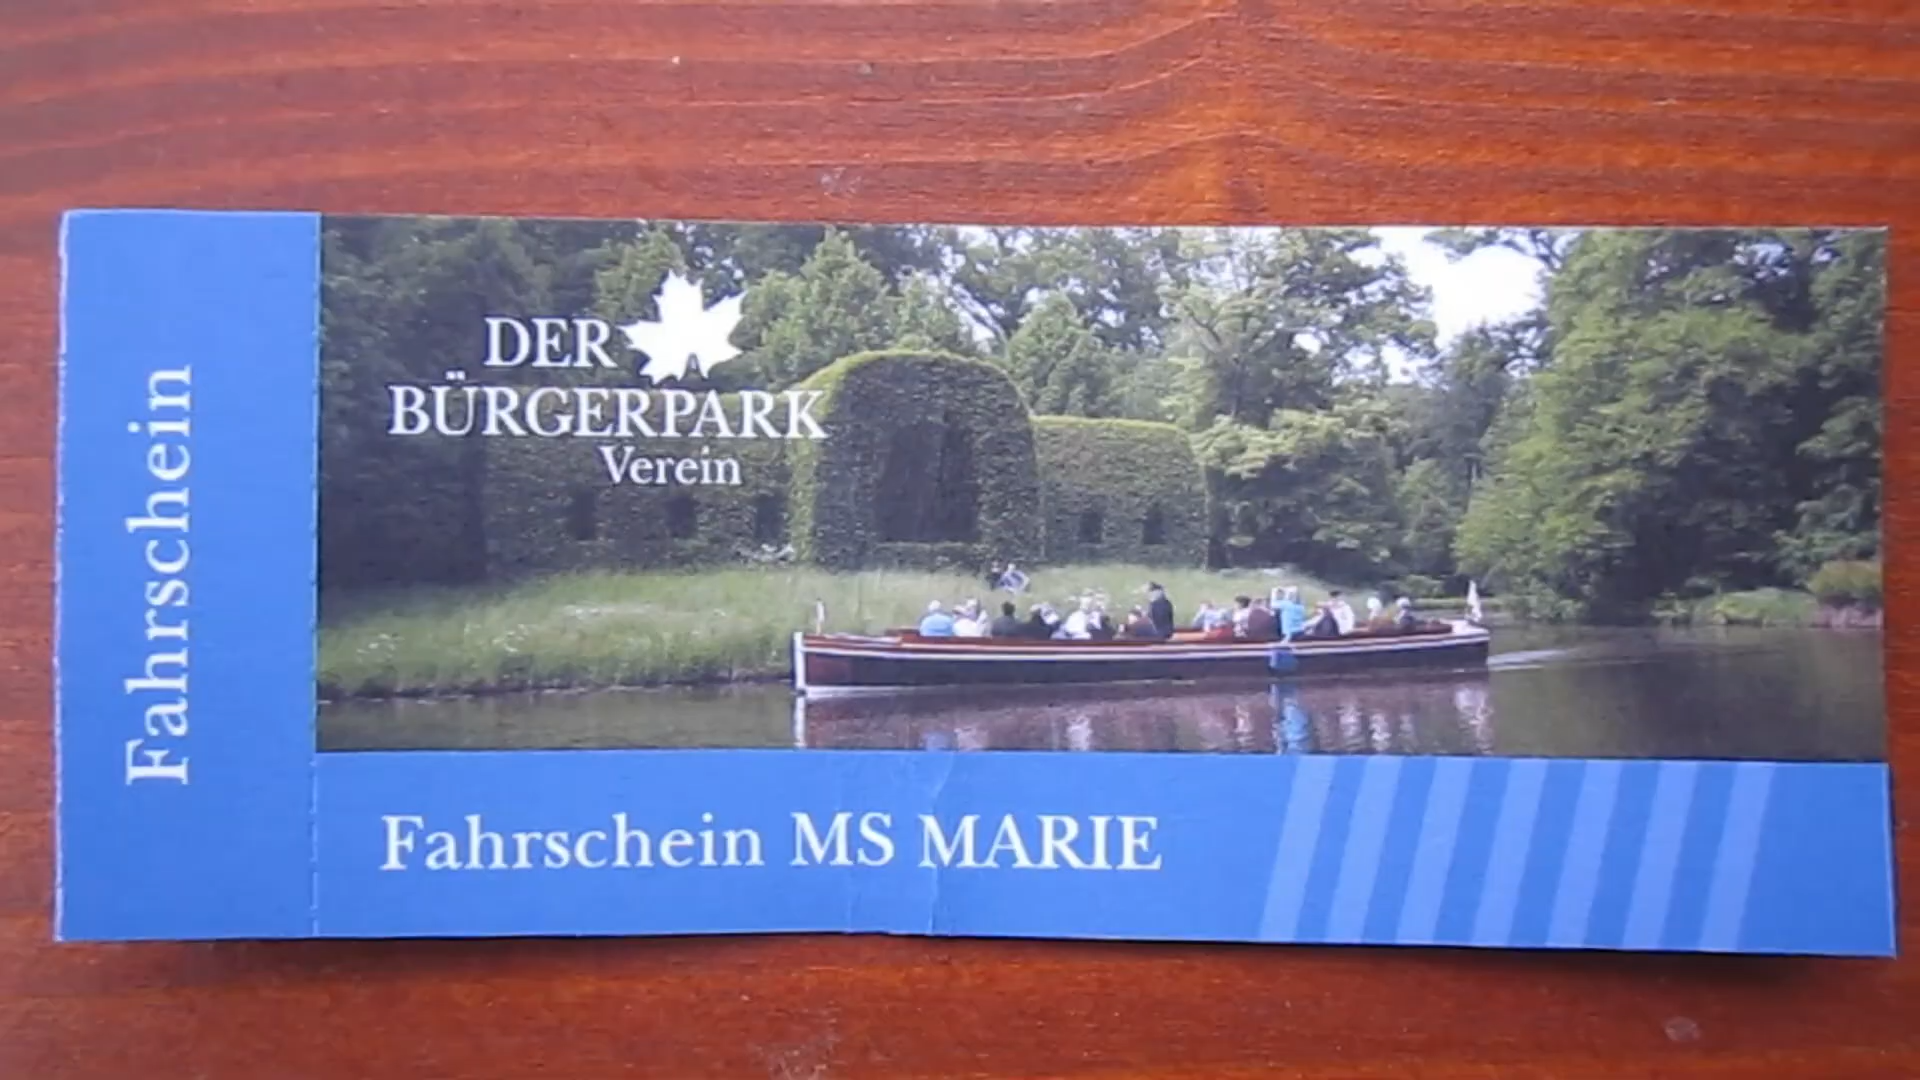 Fahrschein
DER
BÜRGERPARK
Verein
Fahrschein MS MARIE